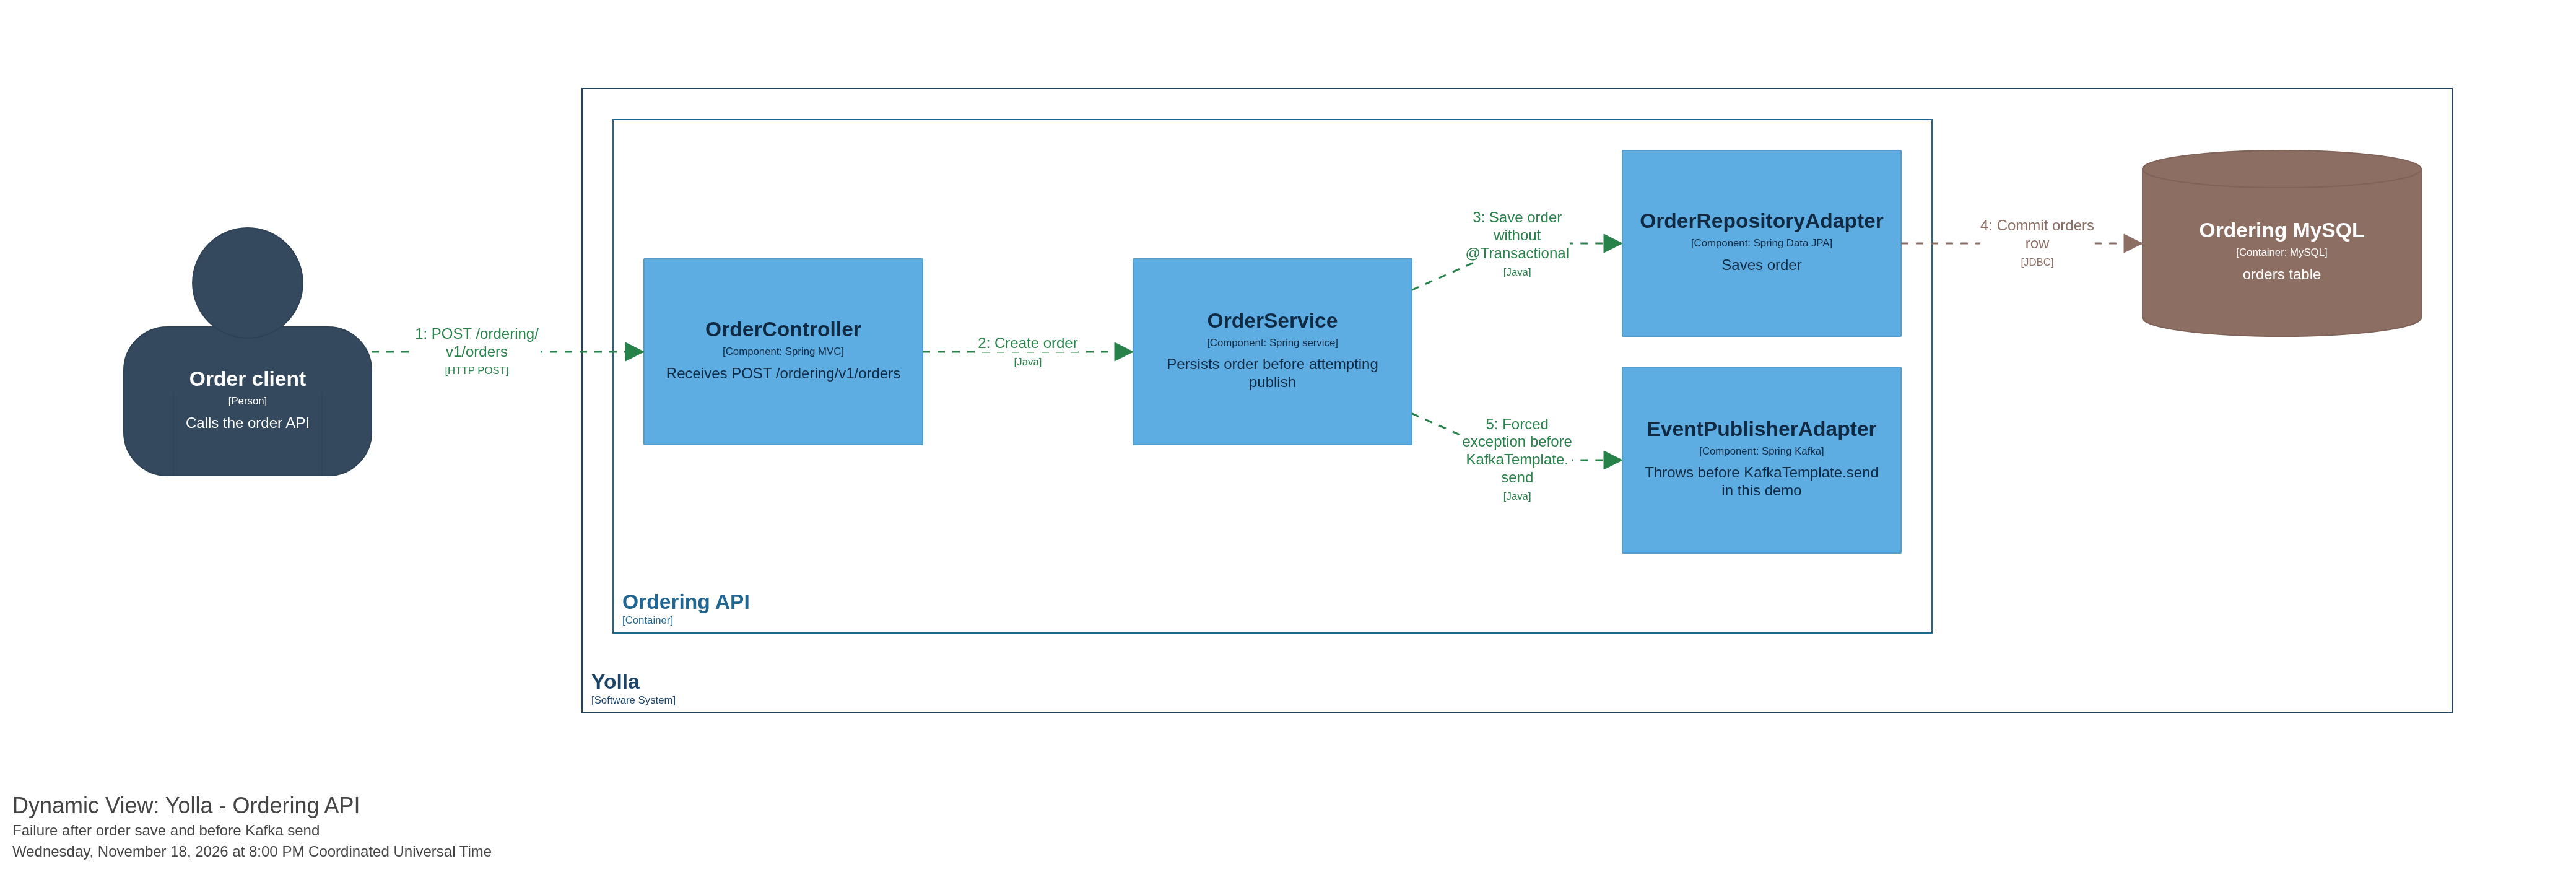 Order client
[Person]
Calls the order API
1: POST /ordering/
v1/orders
[HTTP POST]
OrderController
[Component: Spring MVC]
Receives POST /ordering/v1/orders
2: Create order
[Java]
OrderService
[Component: Spring service]
Persists order before attempting
publish
3: Save order
without
@Transactional
[Java]
OrderRepositoryAdapter
[Component: Spring Data JPA]
Saves order
4: Commit orders
row
[JDBC]
Ordering MySQL
[Container: MySQL]
orders table
5: Forced
exception before
KafkaTemplate.
send
[Java]
EventPublisherAdapter
[Component: Spring Kafka]
Throws before KafkaTemplate.send
in this demo
Ordering API
[Container]
Yolla
[Software System]
Dynamic View: Yolla - Ordering API
Failure after order save and before Kafka send
Wednesday, November 18, 2026 at 8:00 PM Coordinated Universal Time